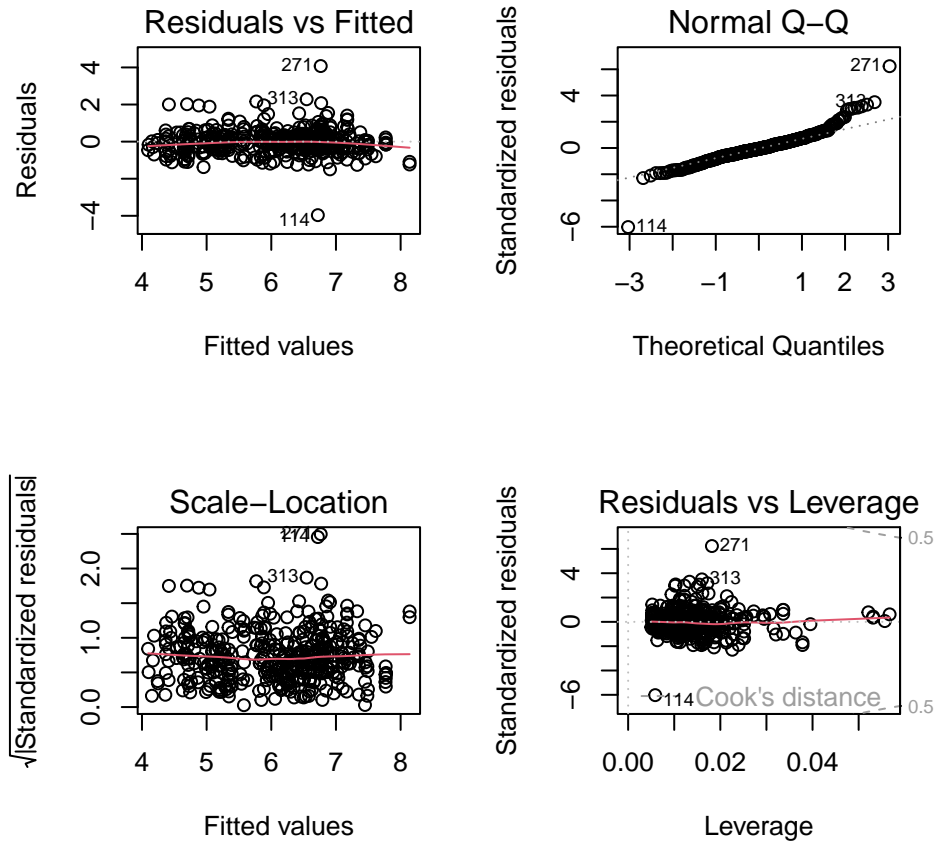 Residuals vs Fitted
Residuals
4
2
0
−4
271
313
114
4 5 6 7 8
Fitted values
Normal Q−Q
Standardized residuals
4
0
−6
271
313
114
−3 −1 1 2 3
Theoretical Quantiles
Scale−Location
√|Standardized residuals|
2.0
1.0
0.0
271
114
313
4 5 6 7 8
Fitted values
Residuals vs Leverage
Standardized residuals
4
0
−6
271
313
114
Cook's distance
0.5
0.5
0.00 0.02 0.04
Leverage